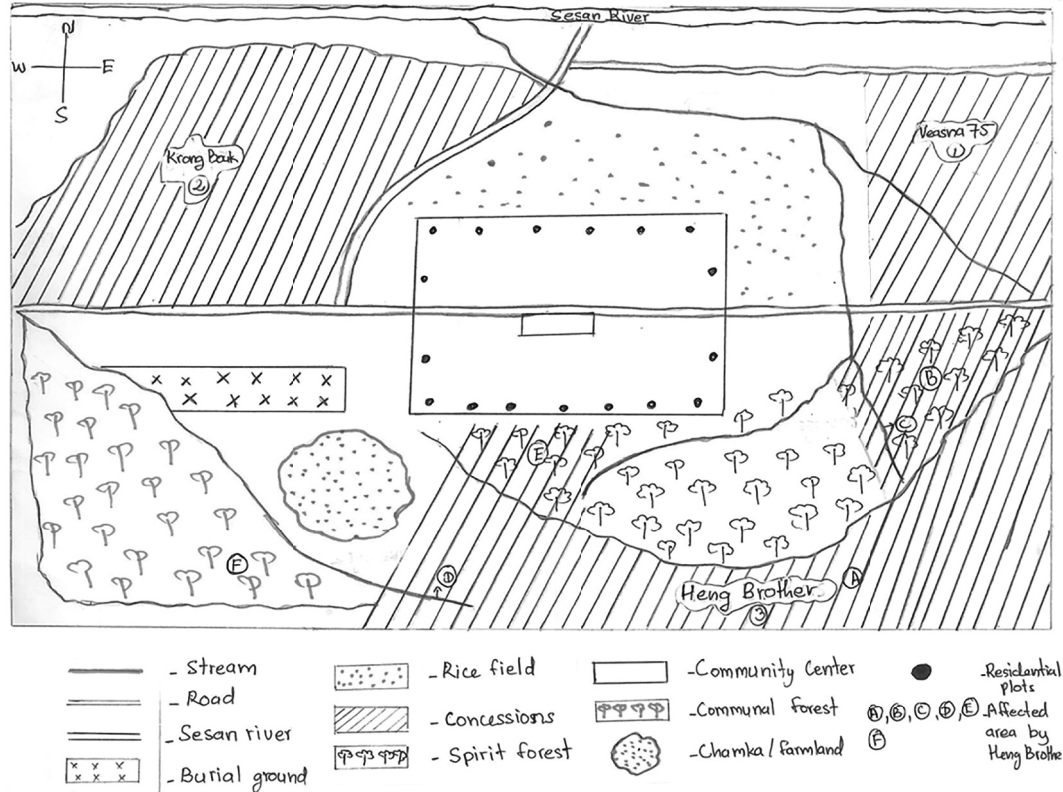 Sesan River
N
W E
S
Krong Bouk
②
Veasna 75
①
B
C
E
F
D
A
Heng Brother
③
- Stream
- Road
- Sesan river
- Burial ground
- Rice field
- Concessions
- Spirit forest
- Community Center
- Communal forest
- Chamka / farmland
- Residential
plots
A, B, C, D, E - Affected
F area by
Heng Brothe